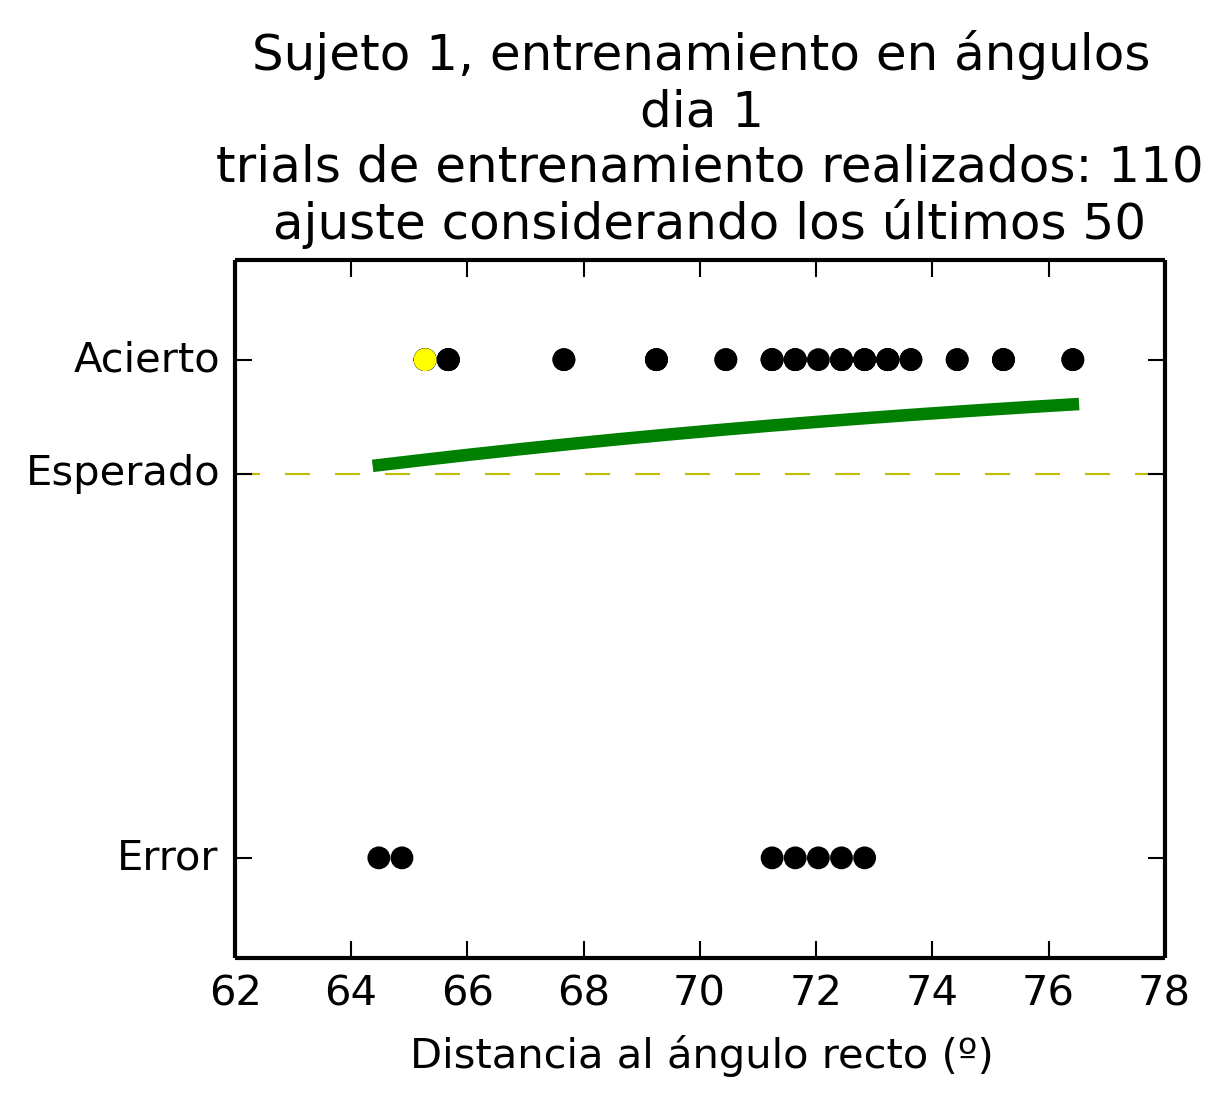 Sujeto 1, entrenamiento en ángulos
dia 1
trials de entrenamiento realizados: 110
ajuste considerando los últimos 50
Acierto
Esperado
Error
62 64 66 68 70 72 74 76 78
Distancia al ángulo recto (º)